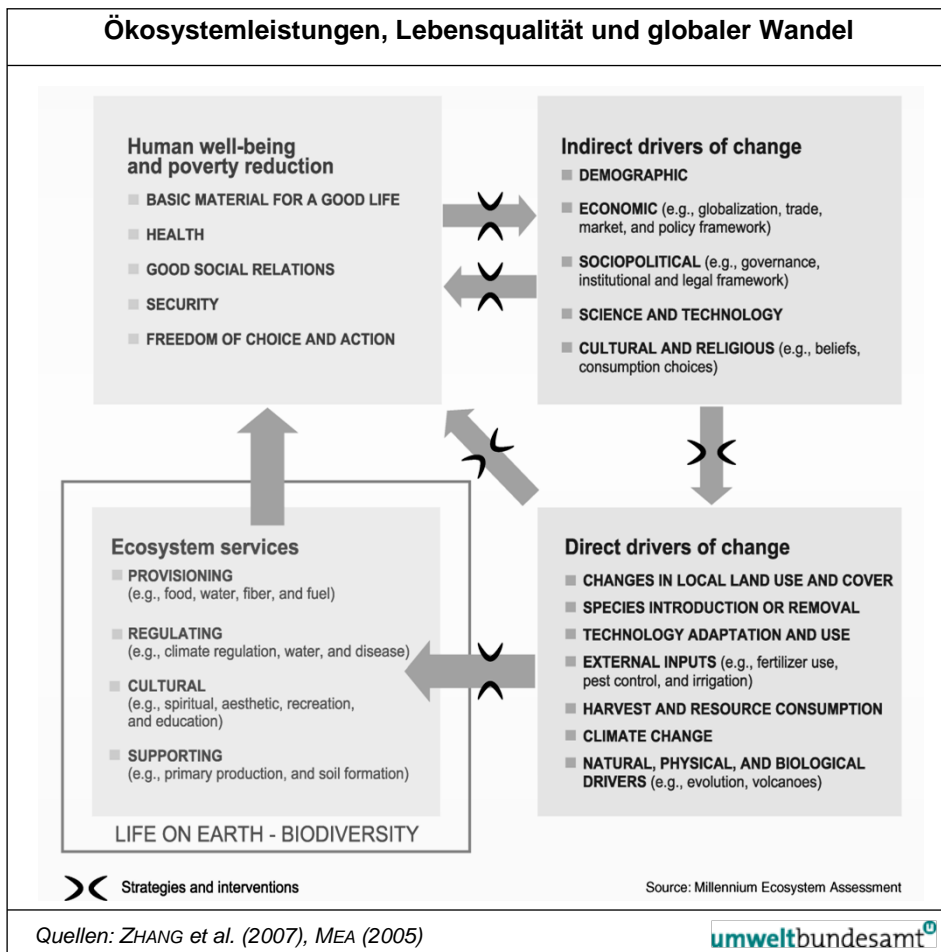 Ökosystemleistungen, Lebensqualität und globaler Wandel
Human well-being
and poverty reduction
BASIC MATERIAL FOR A GOOD LIFE
HEALTH
GOOD SOCIAL RELATIONS
SECURITY
FREEDOM OF CHOICE AND ACTION
Indirect drivers of change
DEMOGRAPHIC
ECONOMIC (e.g., globalization, trade,
market, and policy framework)
SOCIOPOLITICAL (e.g., governance,
institutional and legal framework)
SCIENCE AND TECHNOLOGY
CULTURAL AND RELIGIOUS (e.g., beliefs,
consumption choices)
Ecosystem services
PROVISIONING
(e.g., food, water, fiber, and fuel)
REGULATING
(e.g., climate regulation, water, and disease)
CULTURAL
(e.g., spiritual, aesthetic, recreation,
and education)
SUPPORTING
(e.g., primary production, and soil formation)
LIFE ON EARTH - BIODIVERSITY
Direct drivers of change
CHANGES IN LOCAL LAND USE AND COVER
SPECIES INTRODUCTION OR REMOVAL
TECHNOLOGY ADAPTATION AND USE
EXTERNAL INPUTS (e.g., fertilizer use,
pest control, and irrigation)
HARVEST AND RESOURCE CONSUMPTION
CLIMATE CHANGE
NATURAL, PHYSICAL, AND BIOLOGICAL
DRIVERS (e.g., evolution, volcanoes)
Strategies and interventions
Source: Millennium Ecosystem Assessment
Quellen: ZHANG et al. (2007), MEA (2005)
umweltbundesamt U